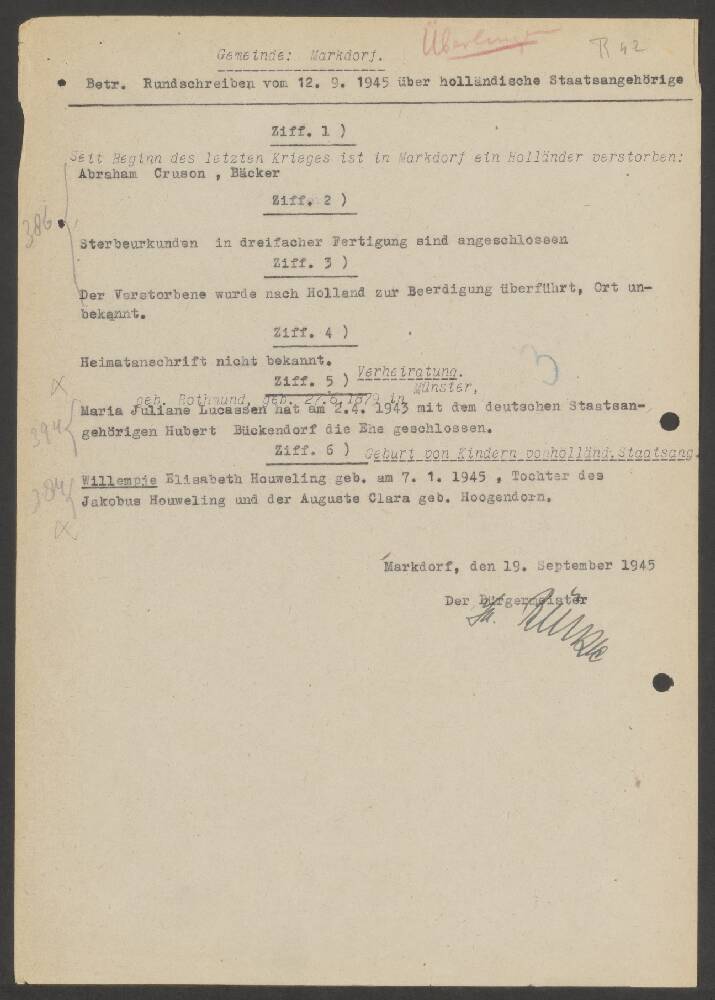 Überlingen
R 42
Gemeinde: Markdorf.
Betr. Rundschreiben vom 12. 9. 1945 über holländische Staatsangehörige
Ziff. 1 )
Seit Beginn des letzten Krieges ist in Markdorf ein Holländer verstorben:
Abraham Cruson , Bäcker
Ziff. 2 )
386
Sterbeurkunden in dreifacher Fertigung sind angeschlossen
Ziff. 3 )
Der Verstorbene wurde nach Holland zur Beerdigung überführt, Ort un-
bekannt.
Ziff. 4 )
Heimatanschrift nicht bekannt.
Ziff. 5 ) Verheiratung.
3
geb. Rothmund, geb. 27.6.1879 in Münster,
Maria Juliane Lucassen hat am 2.4. 1943 mit dem deutschen Staatsan-
394
gehörigen Hubert Bückendorf die Ehe geschlossen.
Ziff. 6 ) Geburt von Kindern vonholländ.Staatsang.
384
Willempje Elisabeth Houweling geb. am 7. 1. 1945 , Tochter des
Jakobus Houweling und der Auguste Clara geb. Hoogendorn.
Markdorf, den 19. September 1945
Der Bürgermeister